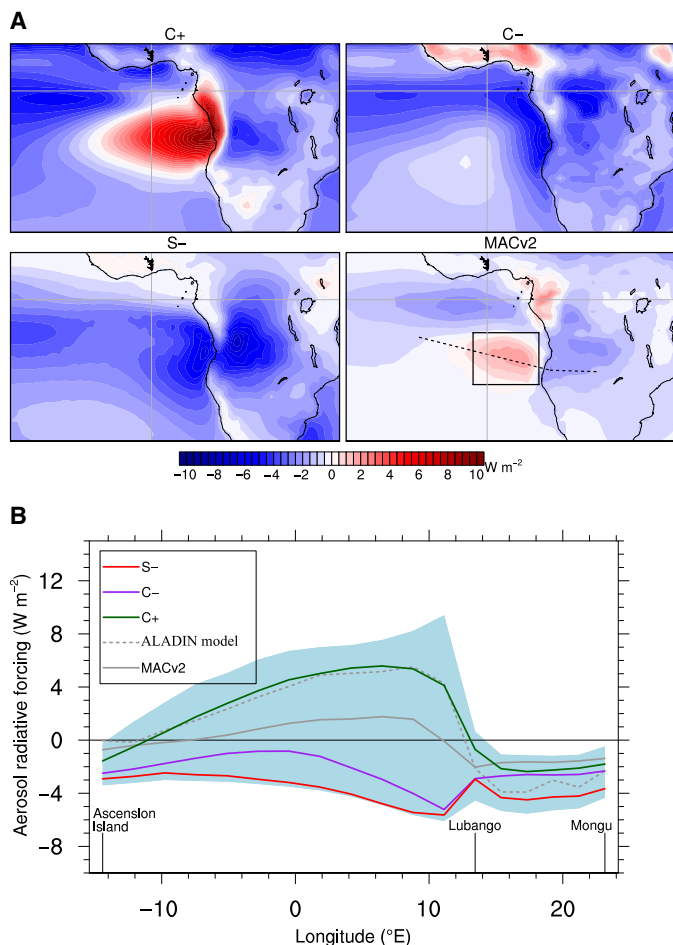 A
C+
C−
S−
MACv2
−10 −8 −6 −4 −2 0 2 4 6 8 10 W m⁻²
B
Aerosol radiative forcing (W m⁻²)
12
8
4
0
−4
−8
S−
C−
C+
ALADIN model
MACv2
Ascension
Island
Lubango
Mongu
−10 0 10 20
Longitude (°E)